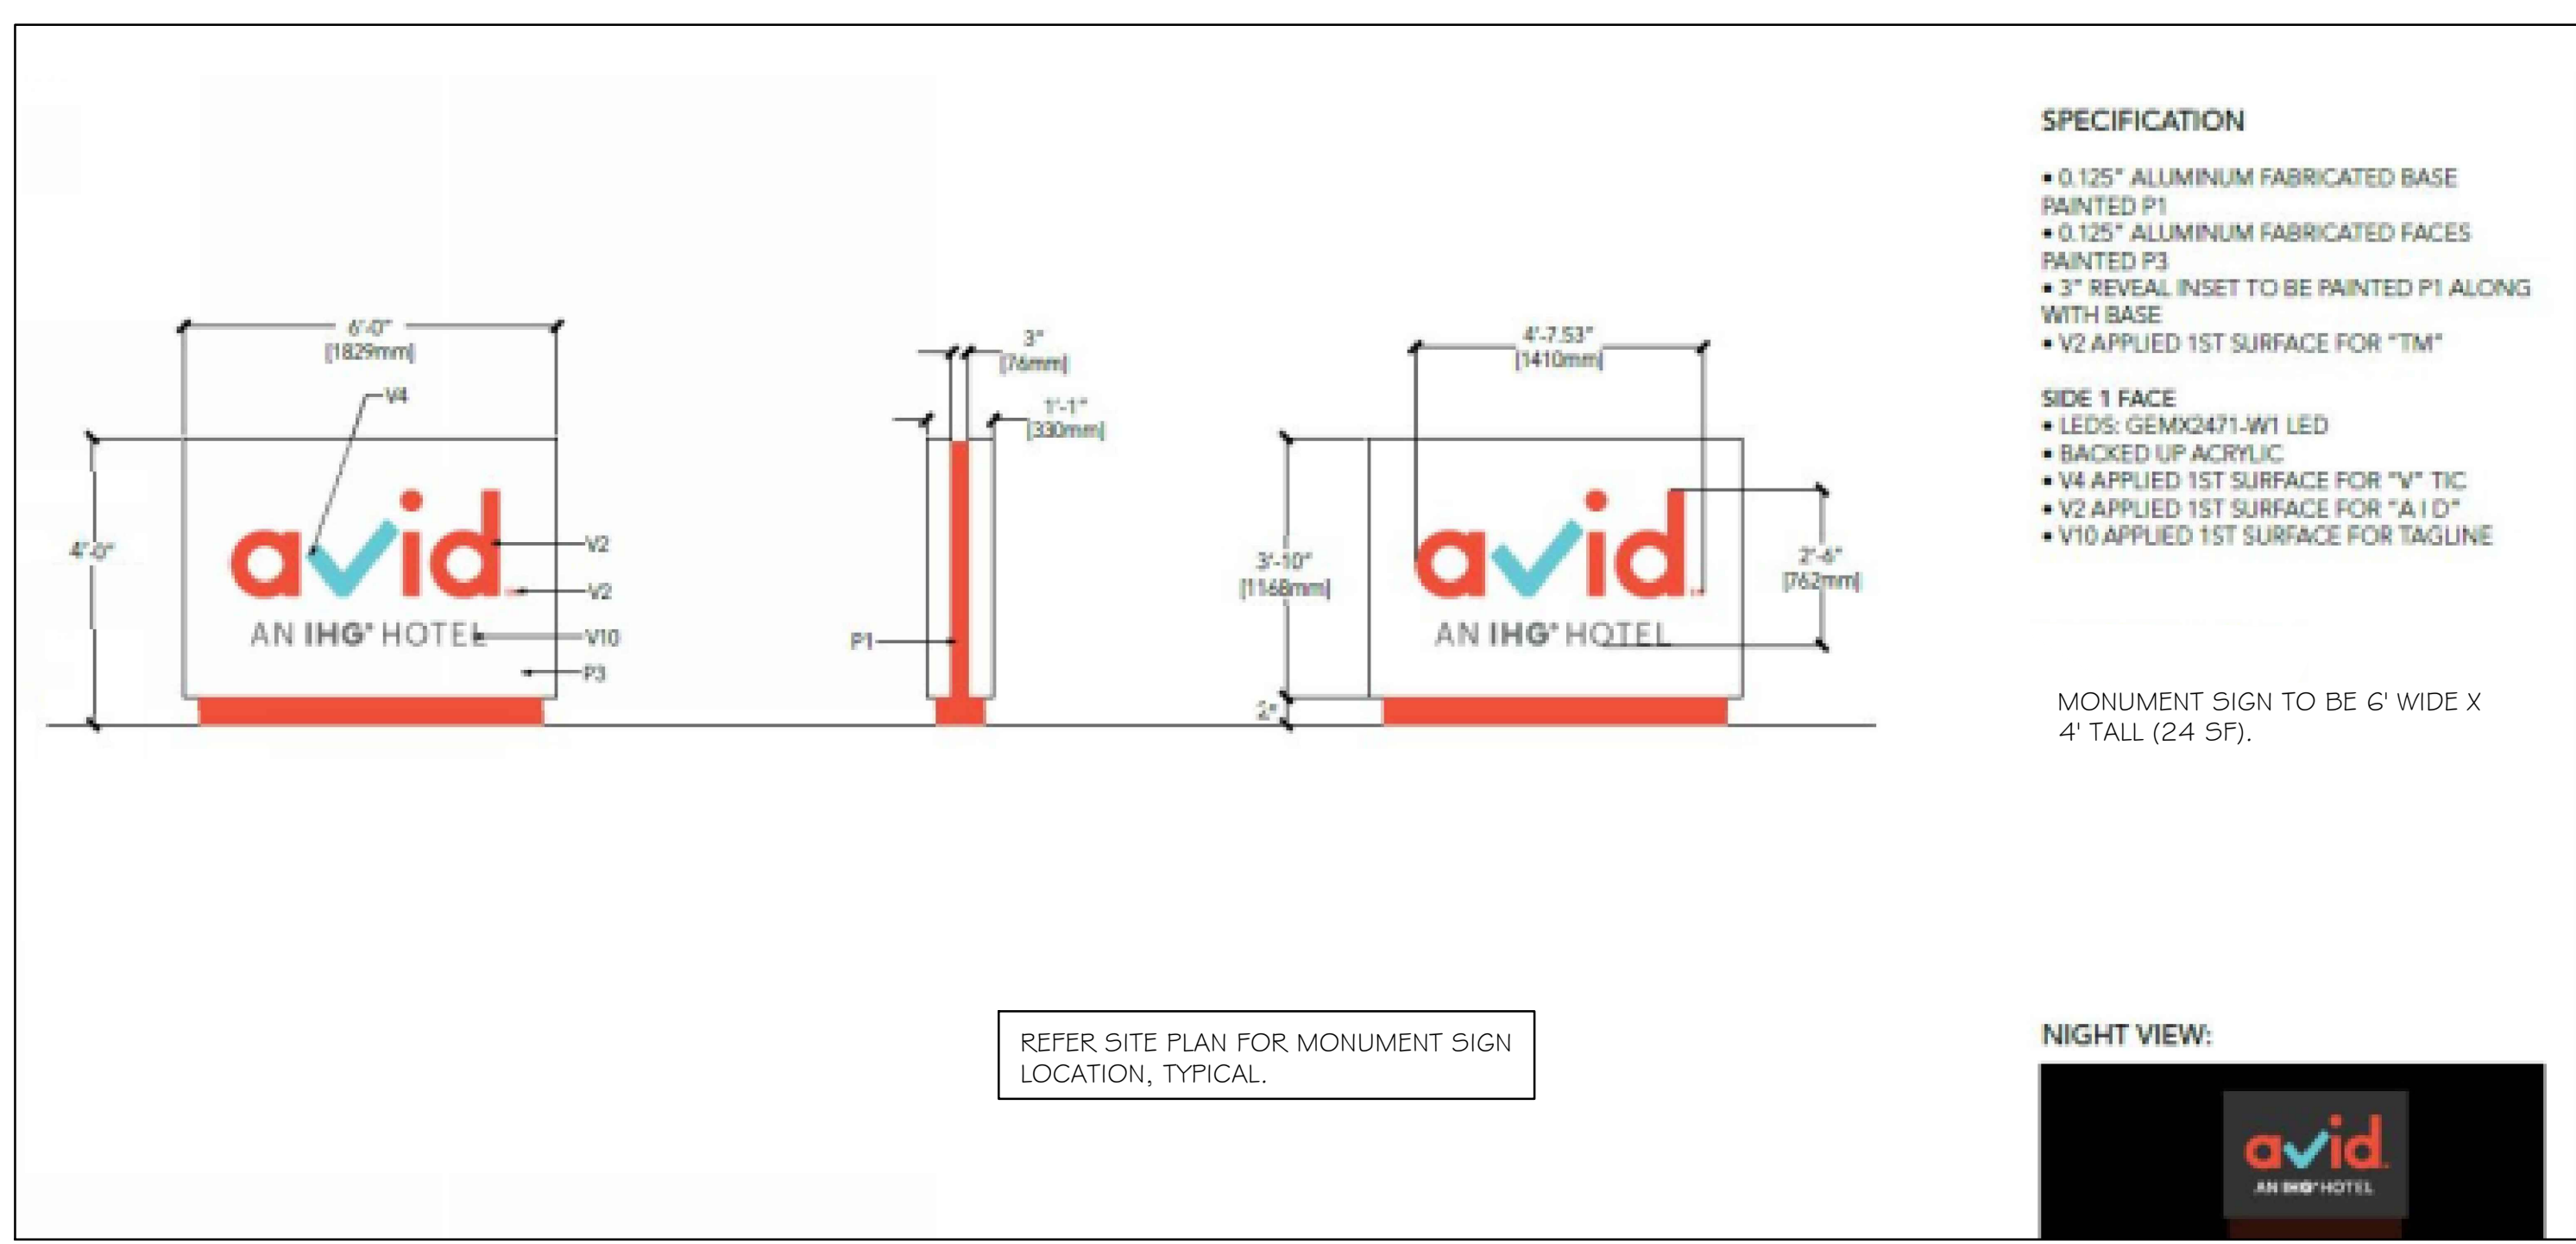 6'-0"
[1829mm]
V4
4'-0"
avid
V2
V2
AN IHG® HOTEL
V10
P3
3"
[76mm]
1'-1"
[330mm]
P1
4'-7.53"
[1410mm]
3'-10"
[1168mm]
avid
2'-6"
[762mm]
AN IHG® HOTEL
2"
SPECIFICATION
• 0.125" ALUMINUM FABRICATED BASE
PAINTED P1
• 0.125" ALUMINUM FABRICATED FACES
PAINTED P3
• 3" REVEAL INSET TO BE PAINTED P1 ALONG
WITH BASE
• V2 APPLIED 1ST SURFACE FOR "TM"
SIDE 1 FACE
• LEDS: GEMX2471-W1 LED
• BACKED UP ACRYLIC
• V4 APPLIED 1ST SURFACE FOR "V" TIC
• V2 APPLIED 1ST SURFACE FOR "A I D"
• V10 APPLIED 1ST SURFACE FOR TAGLINE
MONUMENT SIGN TO BE 6' WIDE X
4' TALL (24 SF).
REFER SITE PLAN FOR MONUMENT SIGN
LOCATION, TYPICAL.
NIGHT VIEW:
avid
AN IHG® HOTEL